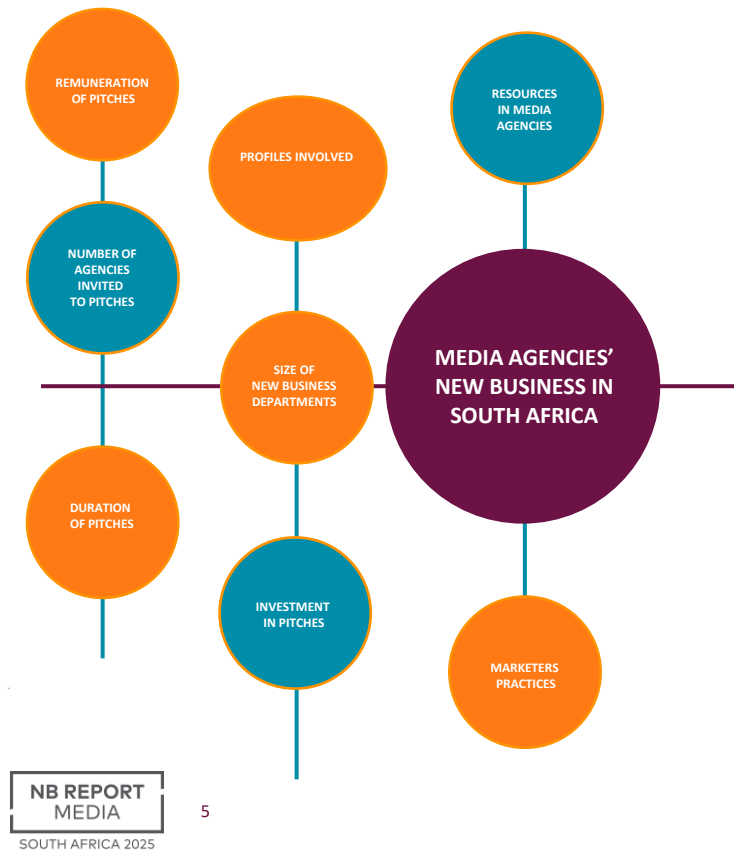 REMUNERATION
OF PITCHES
NUMBER OF
AGENCIES
INVITED
TO PITCHES
DURATION
OF PITCHES
PROFILES INVOLVED
SIZE OF
NEW BUSINESS
DEPARTMENTS
INVESTMENT
IN PITCHES
RESOURCES
IN MEDIA
AGENCIES
MEDIA AGENCIES’
NEW BUSINESS IN
SOUTH AFRICA
MARKETERS
PRACTICES
NB REPORT
MEDIA
SOUTH AFRICA 2025
5